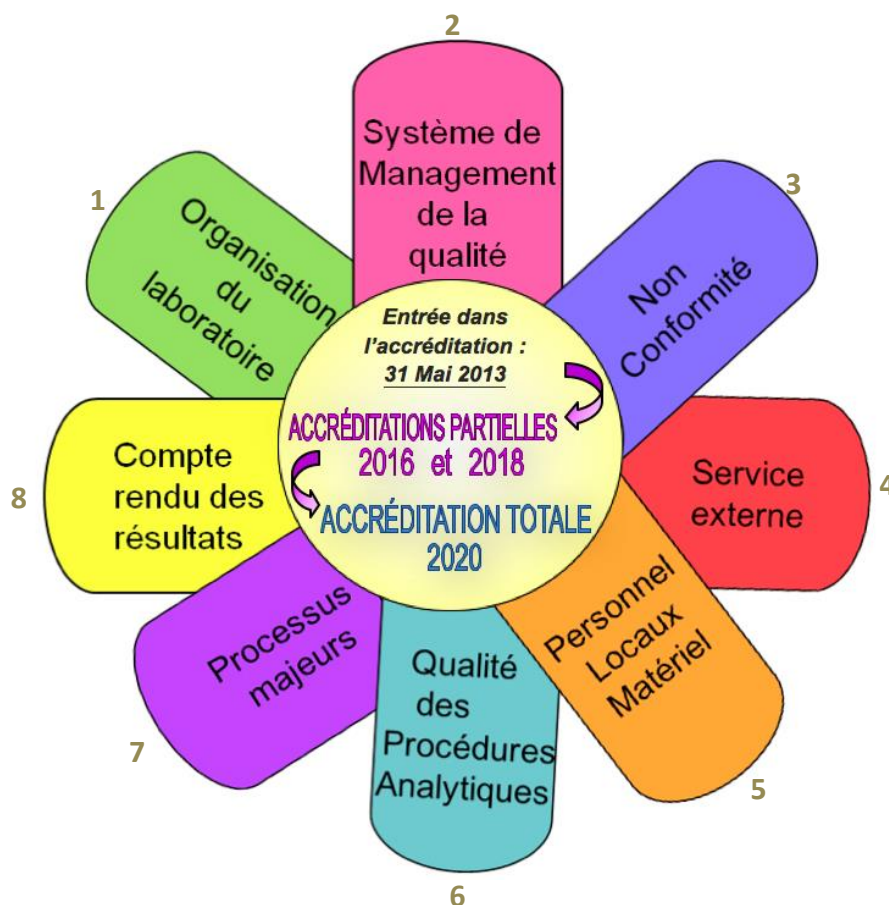 1
Organisation
du
laboratoire
2
Système de
Management
de la
qualité
3
Non
Conformité
4
Service
externe
5
Personnel
Locaux
Matériel
6
Qualité
des
Procédures
Analytiques
7
Processus
majeurs
8
Compte
rendu des
résultats
Entrée dans
l'accréditation :
31 Mai 2013
ACCRÉDITATIONS PARTIELLES
2016 et 2018
ACCRÉDITATION TOTALE
2020